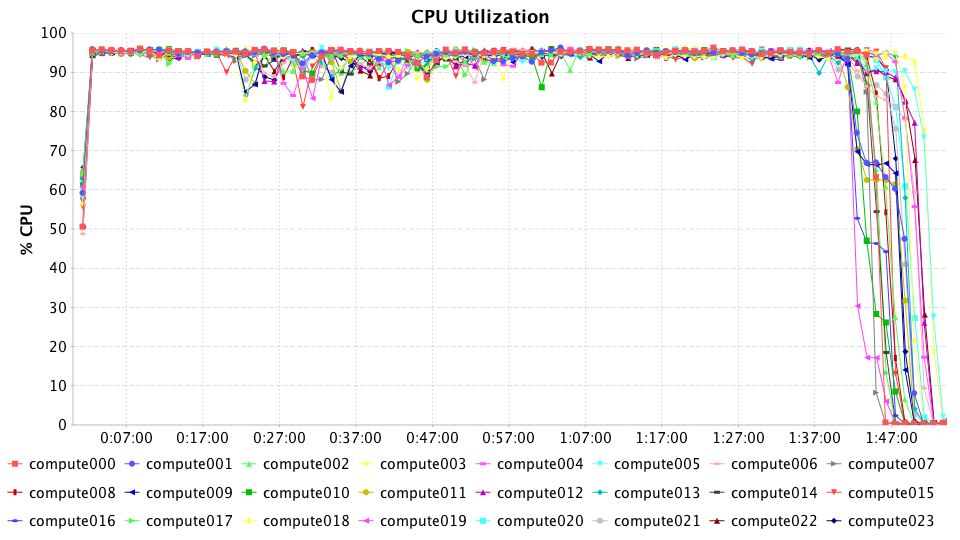 CPU Utilization
100
90
80
70
60
50
40
30
20
10
0
% CPU
0:07:00 0:17:00 0:27:00 0:37:00 0:47:00 0:57:00 1:07:00 1:17:00 1:27:00 1:37:00 1:47:00
compute000 compute001 compute002 compute003 compute004 compute005 compute006 compute007
compute008 compute009 compute010 compute011 compute012 compute013 compute014 compute015
compute016 compute017 compute018 compute019 compute020 compute021 compute022 compute023